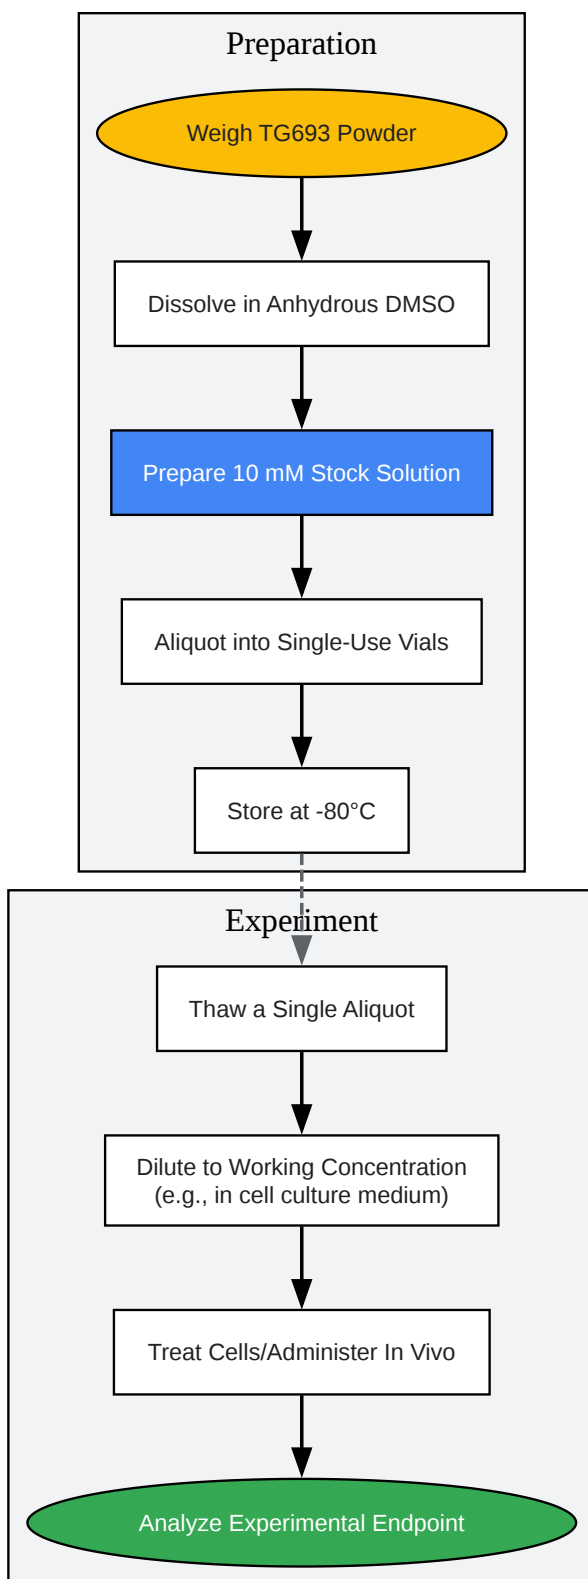 Preparation
Weigh TG693 Powder
Dissolve in Anhydrous DMSO
Prepare 10 mM Stock Solution
Aliquot into Single-Use Vials
Store at -80°C
Experiment
Thaw a Single Aliquot
Dilute to Working Concentration
(e.g., in cell culture medium)
Treat Cells/Administer In Vivo
Analyze Experimental Endpoint